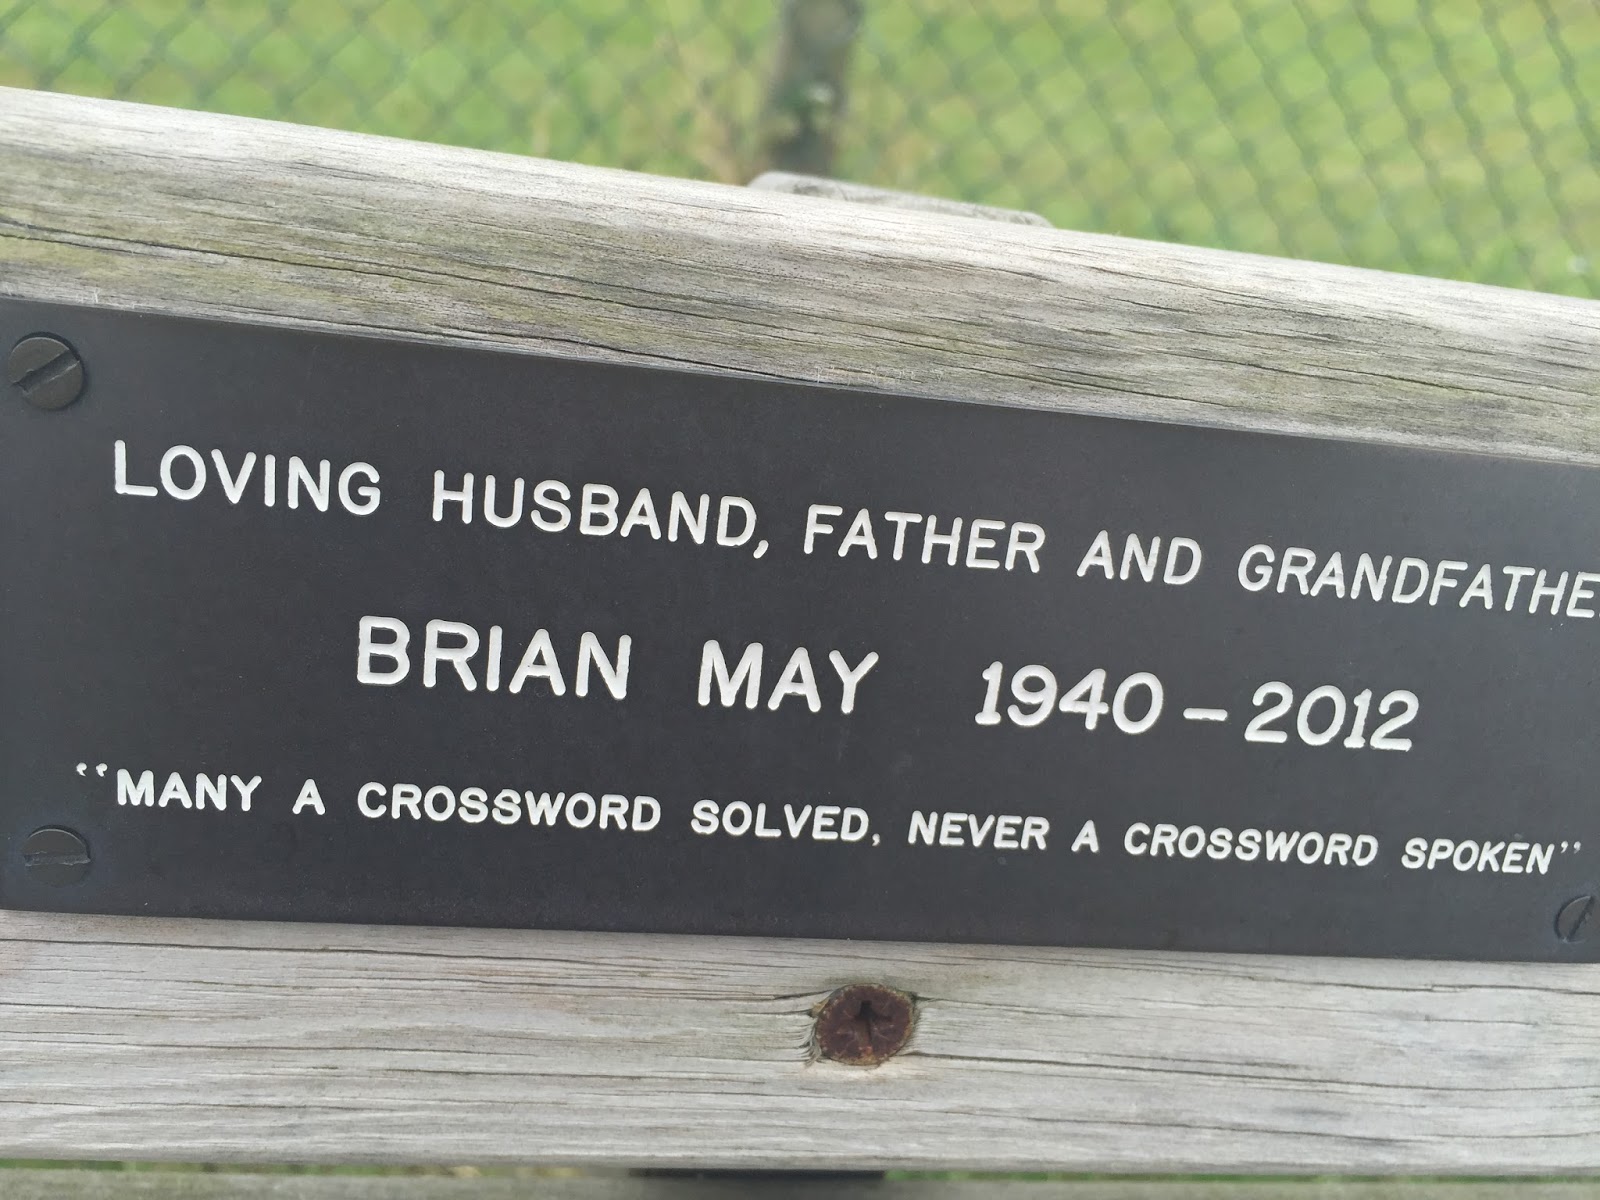 LOVING HUSBAND, FATHER AND GRANDFATHE
BRIAN MAY 1940 – 2012
“MANY A CROSSWORD SOLVED, NEVER A CROSSWORD SPOKEN”